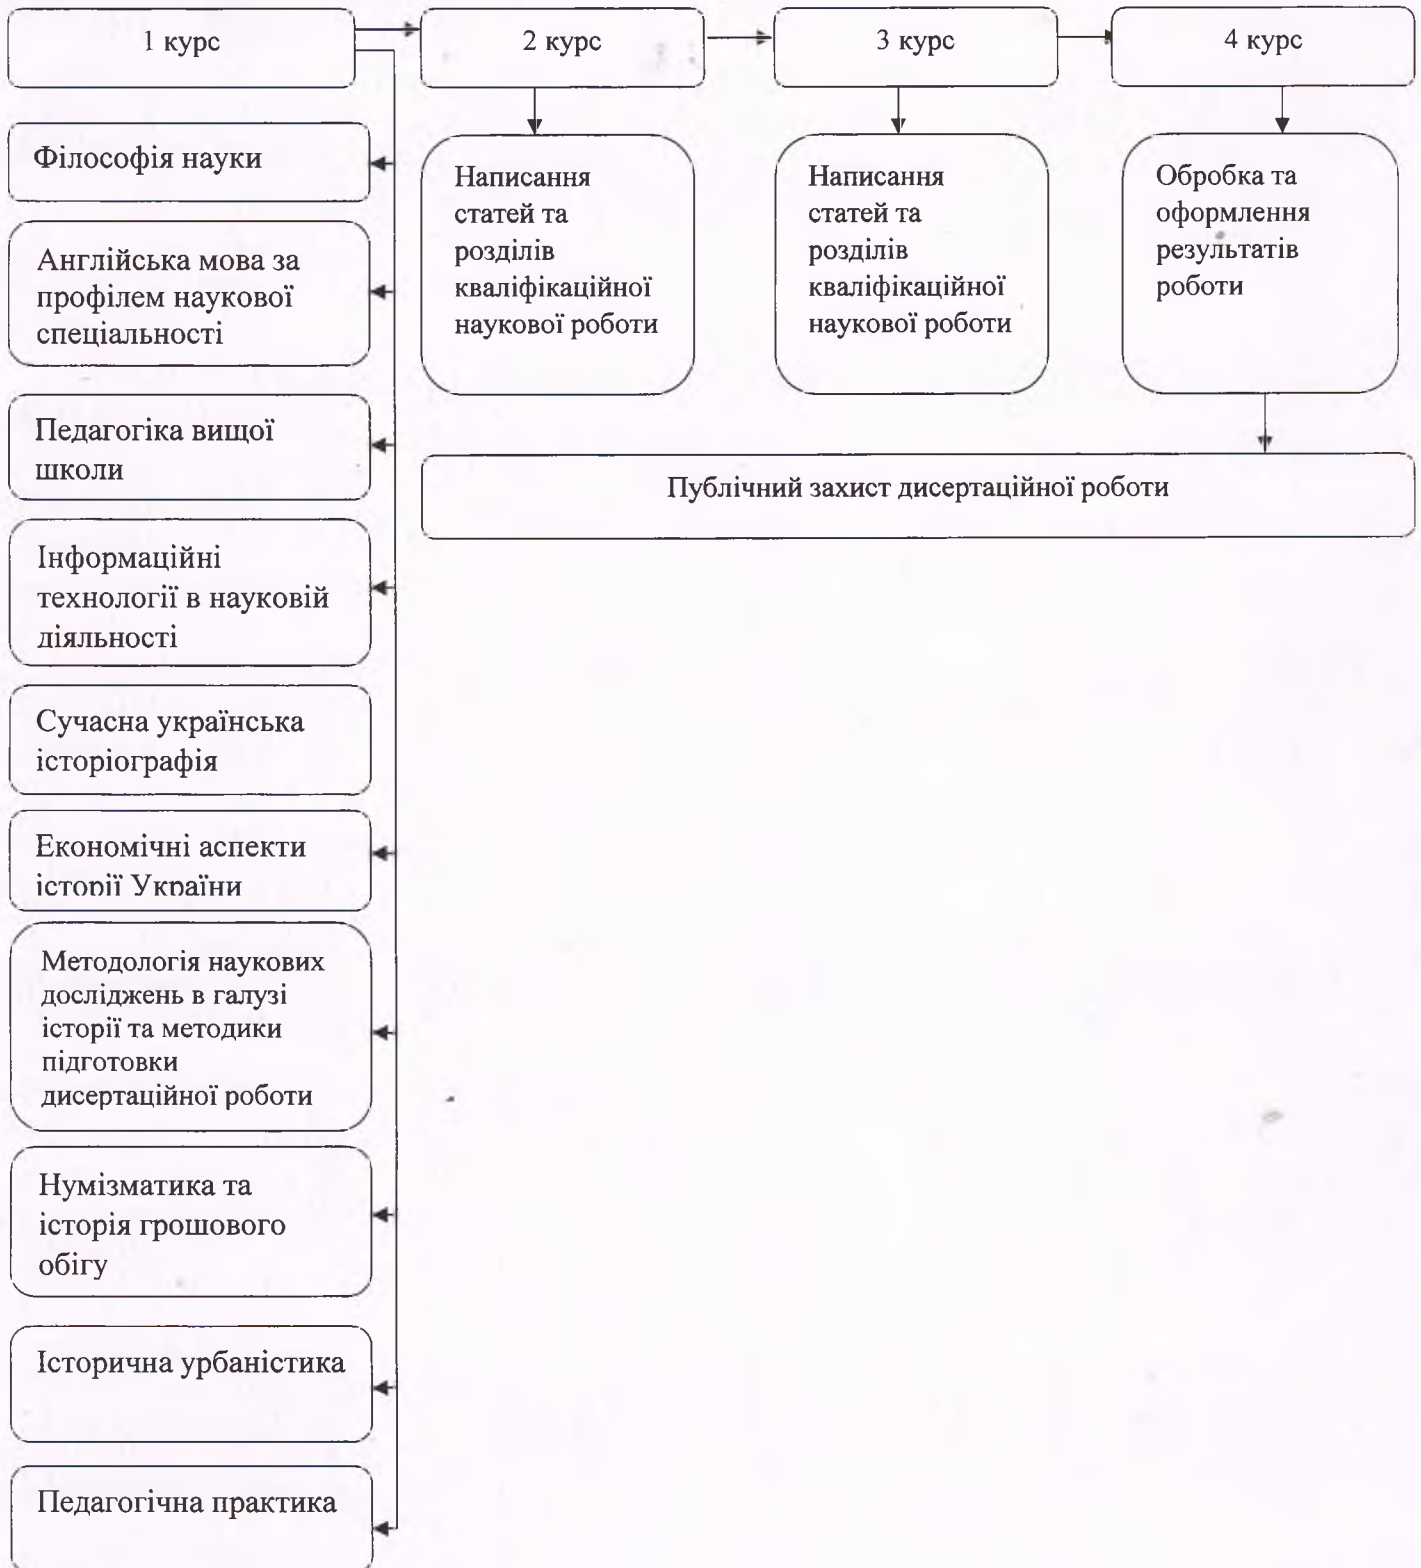 1 курс
2 курс
3 курс
4 курс
Філософія науки
Англійська мова за
профілем наукової
спеціальності
Педагогіка вищої
школи
Інформаційні
технології в науковій
діяльності
Сучасна українська
історіографія
Економічні аспекти
історії України
Методологія наукових
досліджень в галузі
історії та методики
підготовки
дисертаційної роботи
Нумізматика та
історія грошового
обігу
Історична урбаністика
Педагогічна практика
Написання
статей та
розділів
кваліфікаційної
наукової роботи
Написання
статей та
розділів
кваліфікаційної
наукової роботи
Обробка та
оформлення
результатів
роботи
Публічний захист дисертаційної роботи